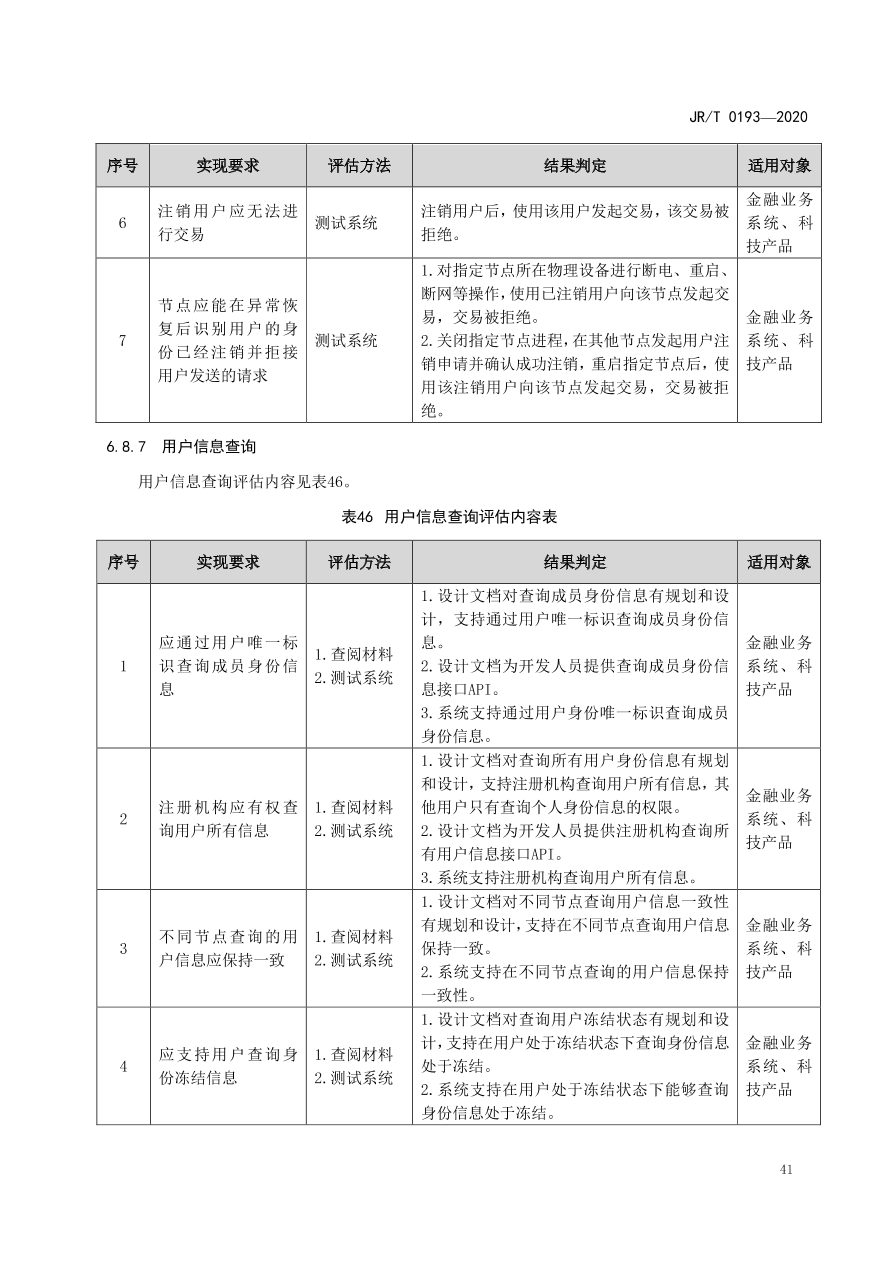 JR/T 0193—2020
序号 实现要求 评估方法 结果判定 适用对象
6
注销用户应无法进
行交易
测试系统
注销用户后，使用该用户发起交易，该交易被
拒绝。
金融业务
系统、科
技产品
7
节点应能在异常恢
复后识别用户的身
份已经注销并拒接
用户发送的请求
测试系统
1.对指定节点所在物理设备进行断电、重启、
断网等操作，使用已注销用户向该节点发起交
易，交易被拒绝。
2.关闭指定节点进程，在其他节点发起用户注
销申请并确认成功注销，重启指定节点后，使
用该注销用户向该节点发起交易，交易被拒
绝。
金融业务
系统、科
技产品
6.8.7 用户信息查询
用户信息查询评估内容见表46。
表46 用户信息查询评估内容表
序号 实现要求 评估方法 结果判定 适用对象
1
应通过用户唯一标
识查询成员身份信
息
1.查阅材料
2.测试系统
1.设计文档对查询成员身份信息有规划和设
计，支持通过用户唯一标识查询成员身份信
息。
2.设计文档为开发人员提供查询成员身份信
息接口API。
3.系统支持通过用户身份唯一标识查询成员
身份信息。
金融业务
系统、科
技产品
2
注册机构应有权查
询用户所有信息
1.查阅材料
2.测试系统
1.设计文档对查询所有用户身份信息有规划
和设计，支持注册机构查询用户所有信息，其
他用户只有查询个人身份信息的权限。
2.设计文档为开发人员提供注册机构查询所
有用户信息接口API。
3.系统支持注册机构查询用户所有信息。
金融业务
系统、科
技产品
3
不同节点查询的用
户信息应保持一致
1.查阅材料
2.测试系统
1.设计文档对不同节点查询用户信息一致性
有规划和设计，支持在不同节点查询用户信息
保持一致。
2.系统支持在不同节点查询的用户信息保持
一致性。
金融业务
系统、科
技产品
4
应支持用户查询身
份冻结信息
1.查阅材料
2.测试系统
1.设计文档对查询用户冻结状态有规划和设
计，支持在用户处于冻结状态下查询身份信息
处于冻结。
2.系统支持在用户处于冻结状态下能够查询
身份信息处于冻结。
金融业务
系统、科
技产品
41